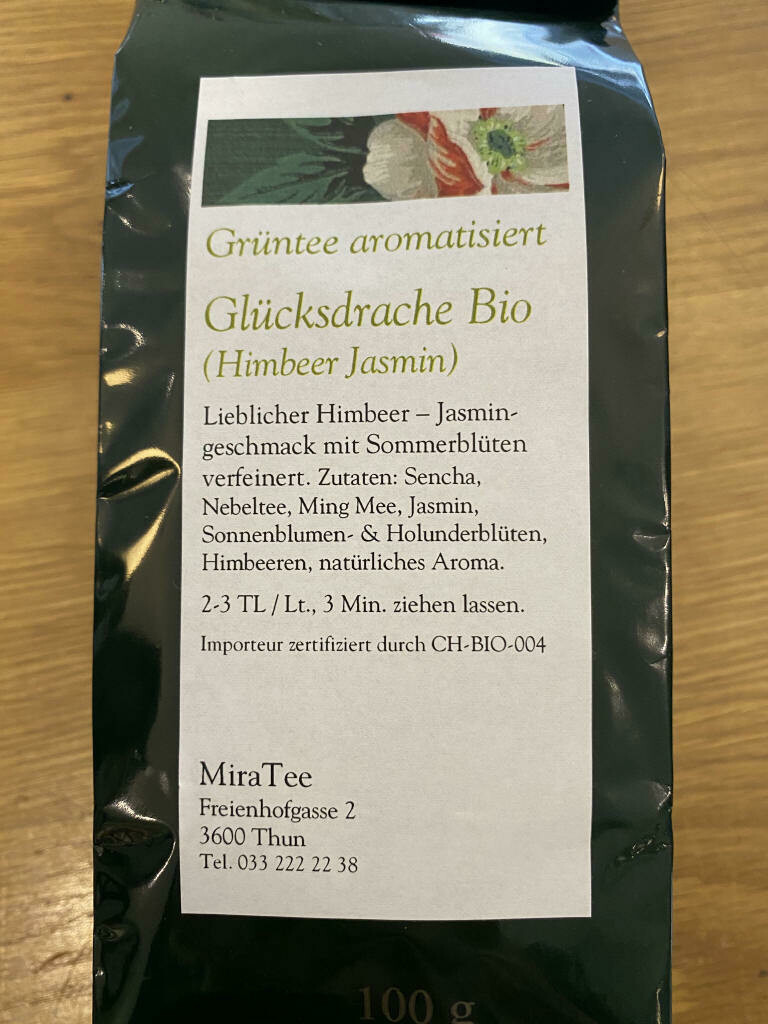 Grüntee aromatisiert
Glücksdrache Bio
(Himbeer Jasmin)
Lieblicher Himbeer – Jasmin-
geschmack mit Sommerblüten
verfeinert. Zutaten: Sencha,
Nebeltee, Ming Mee, Jasmin,
Sonnenblumen- & Holunderblüten,
Himbeeren, natürliches Aroma.
2-3 TL / Lt., 3 Min. ziehen lassen.
Importeur zertifiziert durch CH-BIO-004
MiraTee
Freienhofgasse 2
3600 Thun
Tel. 033 222 22 38
100 g